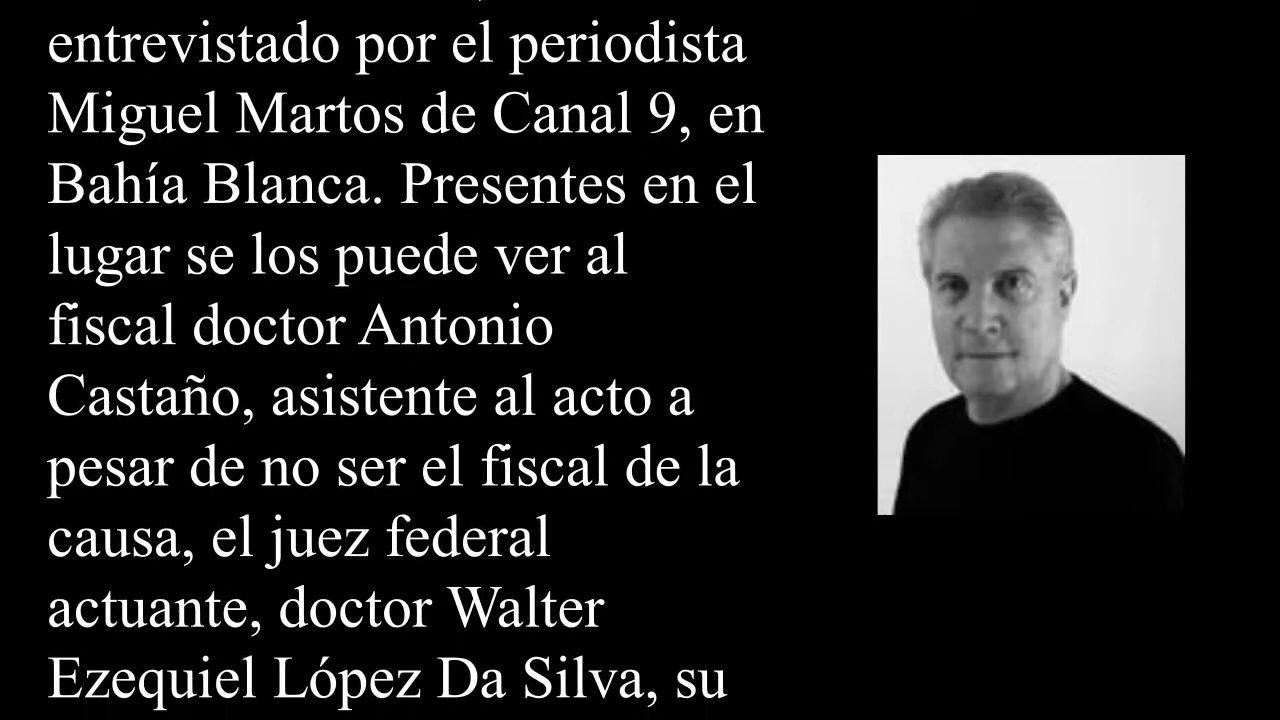 entrevistado por el periodista
Miguel Martos de Canal 9, en
Bahía Blanca. Presentes en el
lugar se los puede ver al
fiscal doctor Antonio
Castaño, asistente al acto a
pesar de no ser el fiscal de la
causa, el juez federal
actuante, doctor Walter
Ezequiel López Da Silva, su